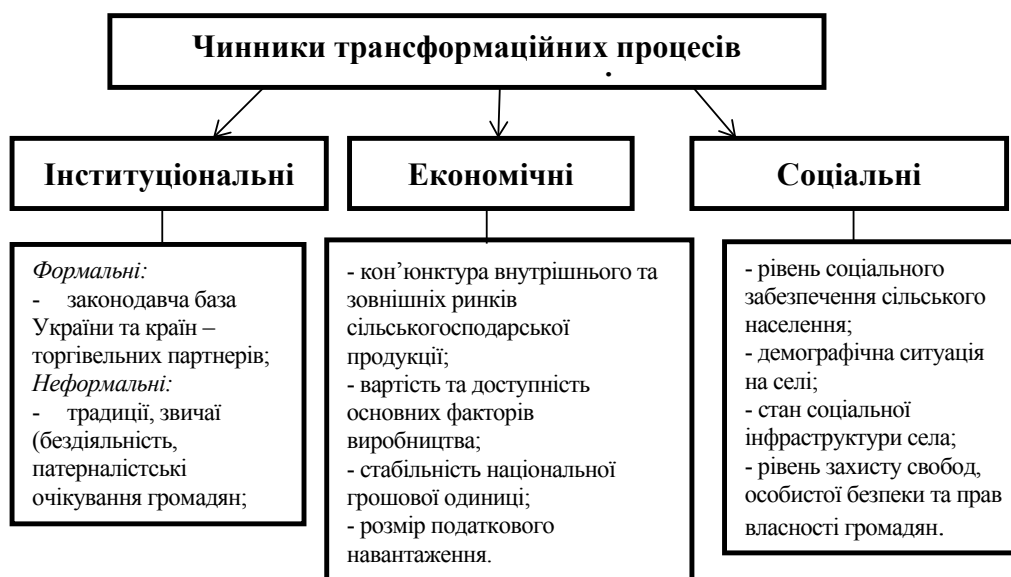 Чинники трансформаційних процесів
.
Інституціональні
Економічні
Соціальні
Формальні:
- законодавча база
України та країн –
торгівельних партнерів;
Неформальні:
- традиції, звичаї
(бездіяльність,
патерналістські
очікування громадян;
- кон’юнктура внутрішнього та
зовнішніх ринків
сільськогосподарської
продукції;
- вартість та доступність
основних факторів
виробництва;
- стабільність національної
грошової одиниці;
- розмір податкового
навантаження.
- рівень соціального
забезпечення сільського
населення;
- демографічна ситуація
на селі;
- стан соціальної
інфраструктури села;
- рівень захисту свобод,
особистої безпеки та прав
власності громадян.